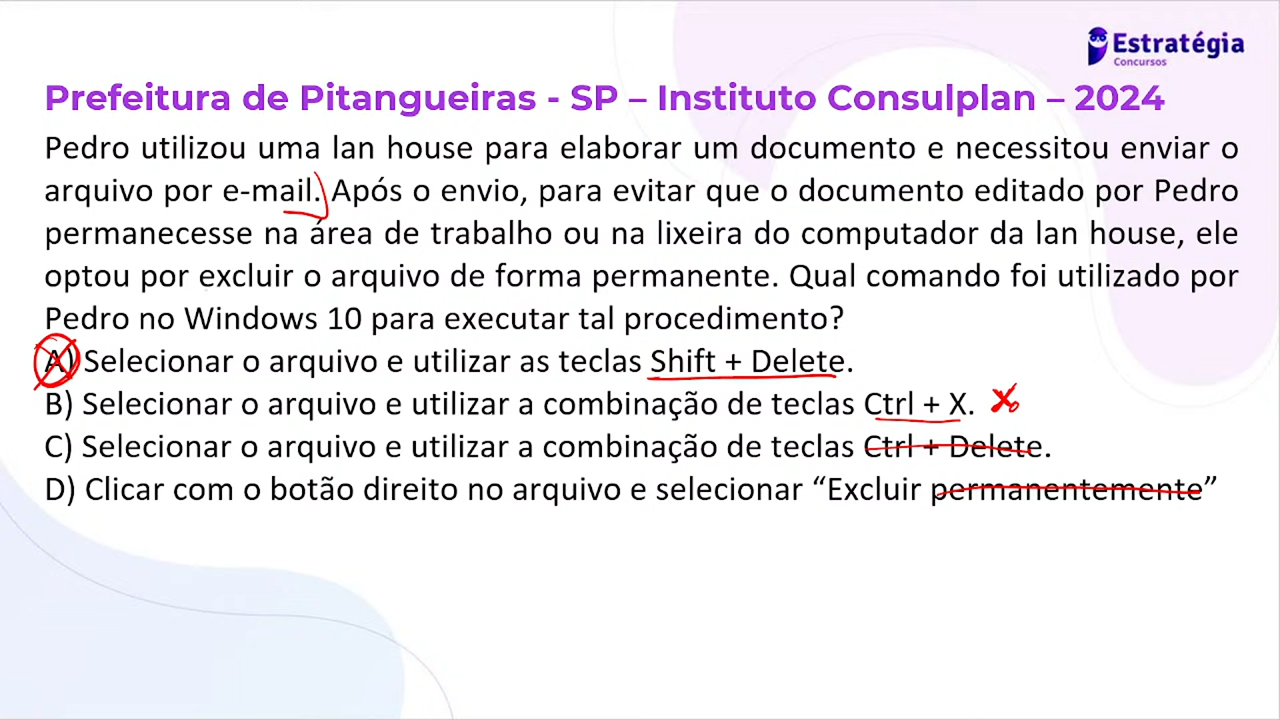 Estratégia
Concursos
Prefeitura de Pitangueiras - SP – Instituto Consulplan – 2024
Pedro utilizou uma lan house para elaborar um documento e necessitou enviar o
arquivo por e-mail. Após o envio, para evitar que o documento editado por Pedro
permanecesse na área de trabalho ou na lixeira do computador da lan house, ele
optou por excluir o arquivo de forma permanente. Qual comando foi utilizado por
Pedro no Windows 10 para executar tal procedimento?
A) Selecionar o arquivo e utilizar as teclas Shift + Delete.
B) Selecionar o arquivo e utilizar a combinação de teclas Ctrl + X.
C) Selecionar o arquivo e utilizar a combinação de teclas Ctrl + Delete.
D) Clicar com o botão direito no arquivo e selecionar “Excluir permanentemente”